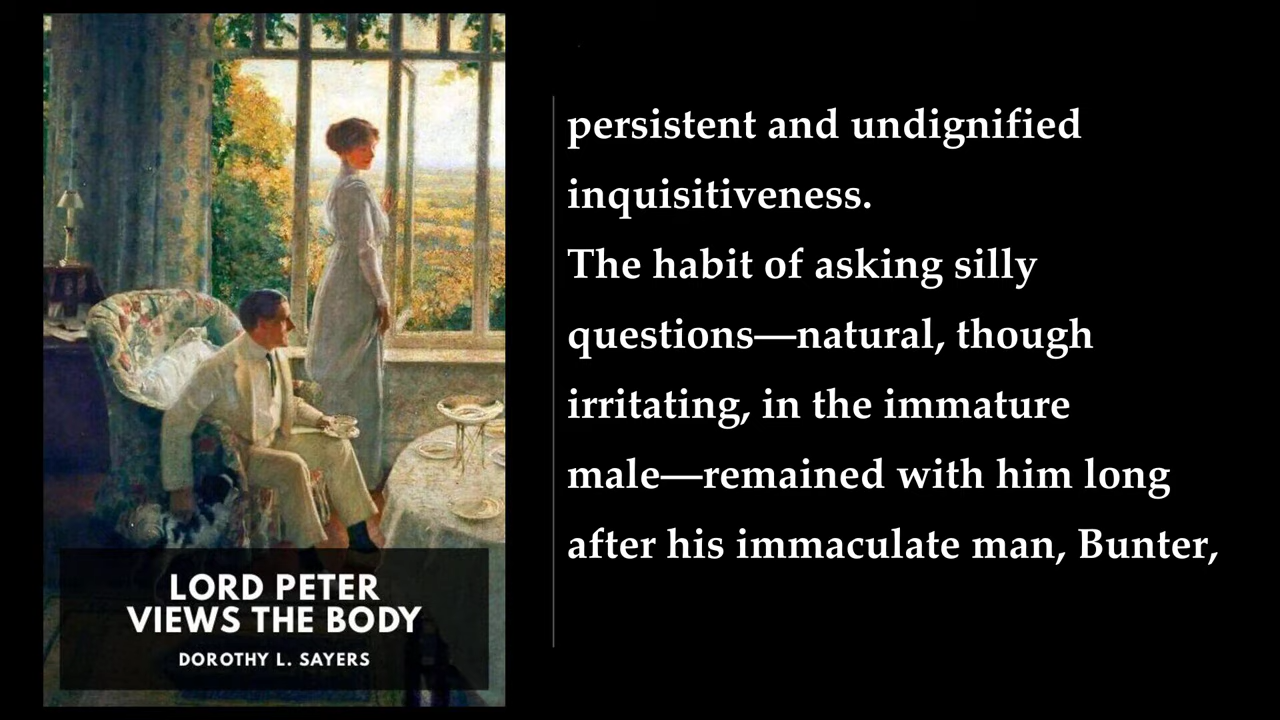 LORD PETER
VIEWS THE BODY
DOROTHY L. SAYERS
persistent and undignified
inquisitiveness.
The habit of asking silly
questions—natural, though
irritating, in the immature
male—remained with him long
after his immaculate man, Bunter,